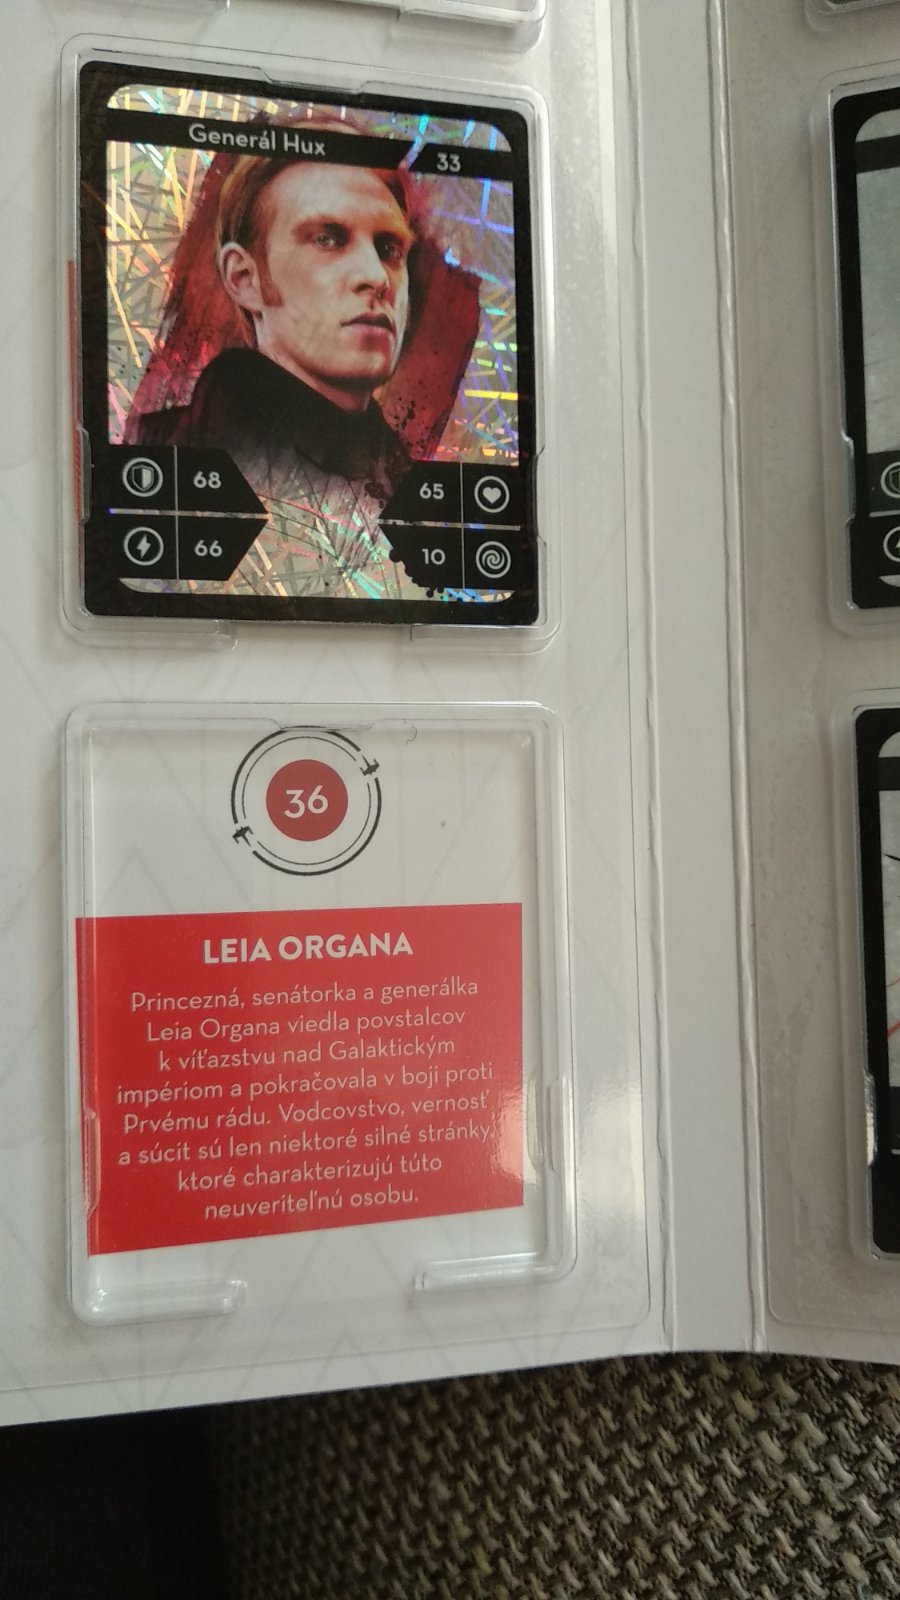 Generál Hux
33
68
65
66
10
36
LEIA ORGANA
Princezná, senátorka a generálka
Leia Organa viedla povstalcov
k víťazstvu nad Galaktickým
impériom a pokračovala v boji proti
Prvému rádu. Vodcovstvo, vernosť
a súcit sú len niektoré silné stránky,
ktoré charakterizujú túto
neuveriteľnú osobu.